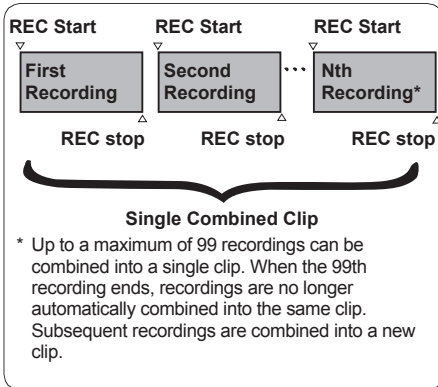 REC Start REC Start REC Start
First Second ··· Nth
Recording Recording Recording*
REC stop REC stop REC stop
Single Combined Clip
* Up to a maximum of 99 recordings can be
combined into a single clip. When the 99th
recording ends, recordings are no longer
automatically combined into the same clip.
Subsequent recordings are combined into a new
clip.